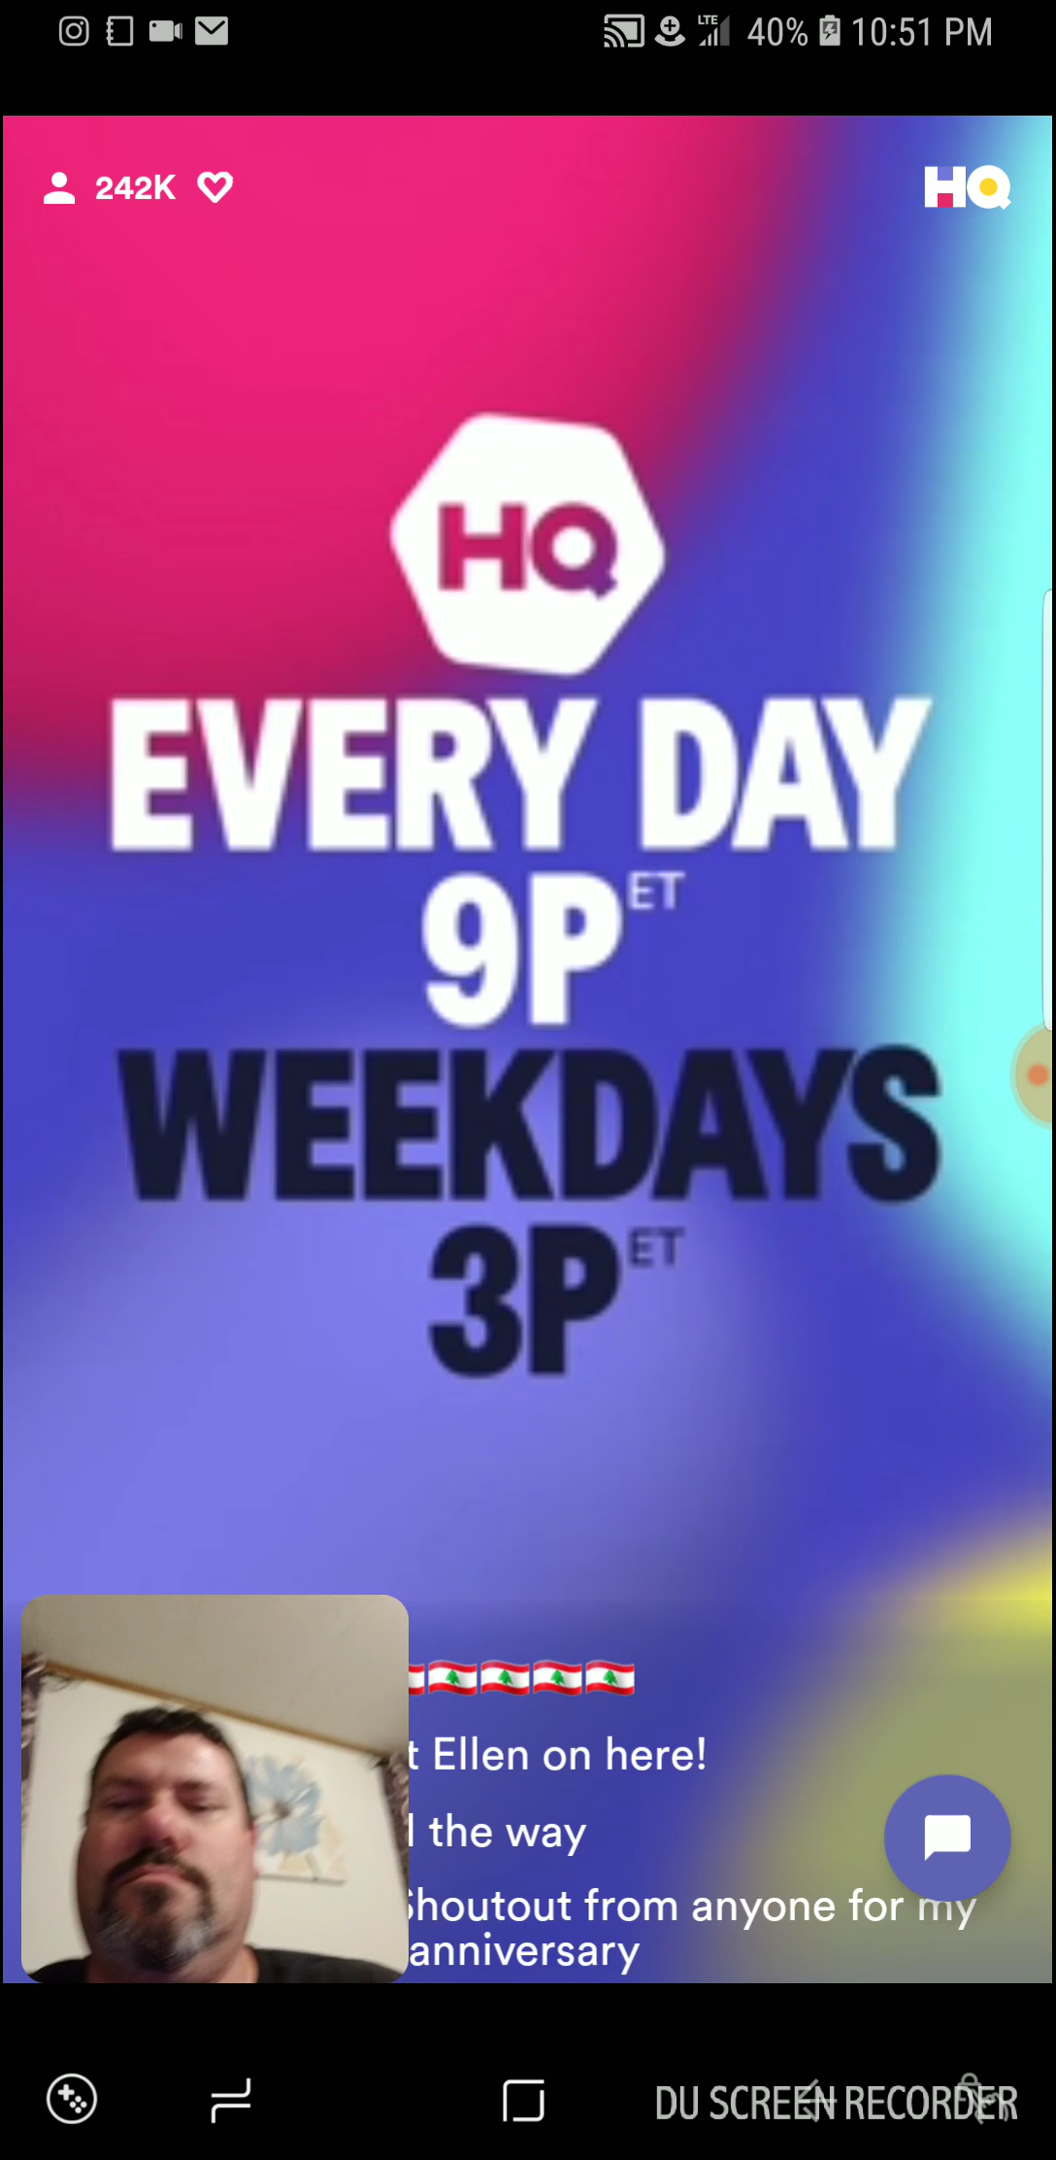 LTE 40% 10:51 PM
242K HQ
HQ
EVERY DAY
9P ET
WEEKDAYS
3P ET
Ellen on here!
the way
Shoutout from anyone for my
anniversary
DU SCREEN RECORDER